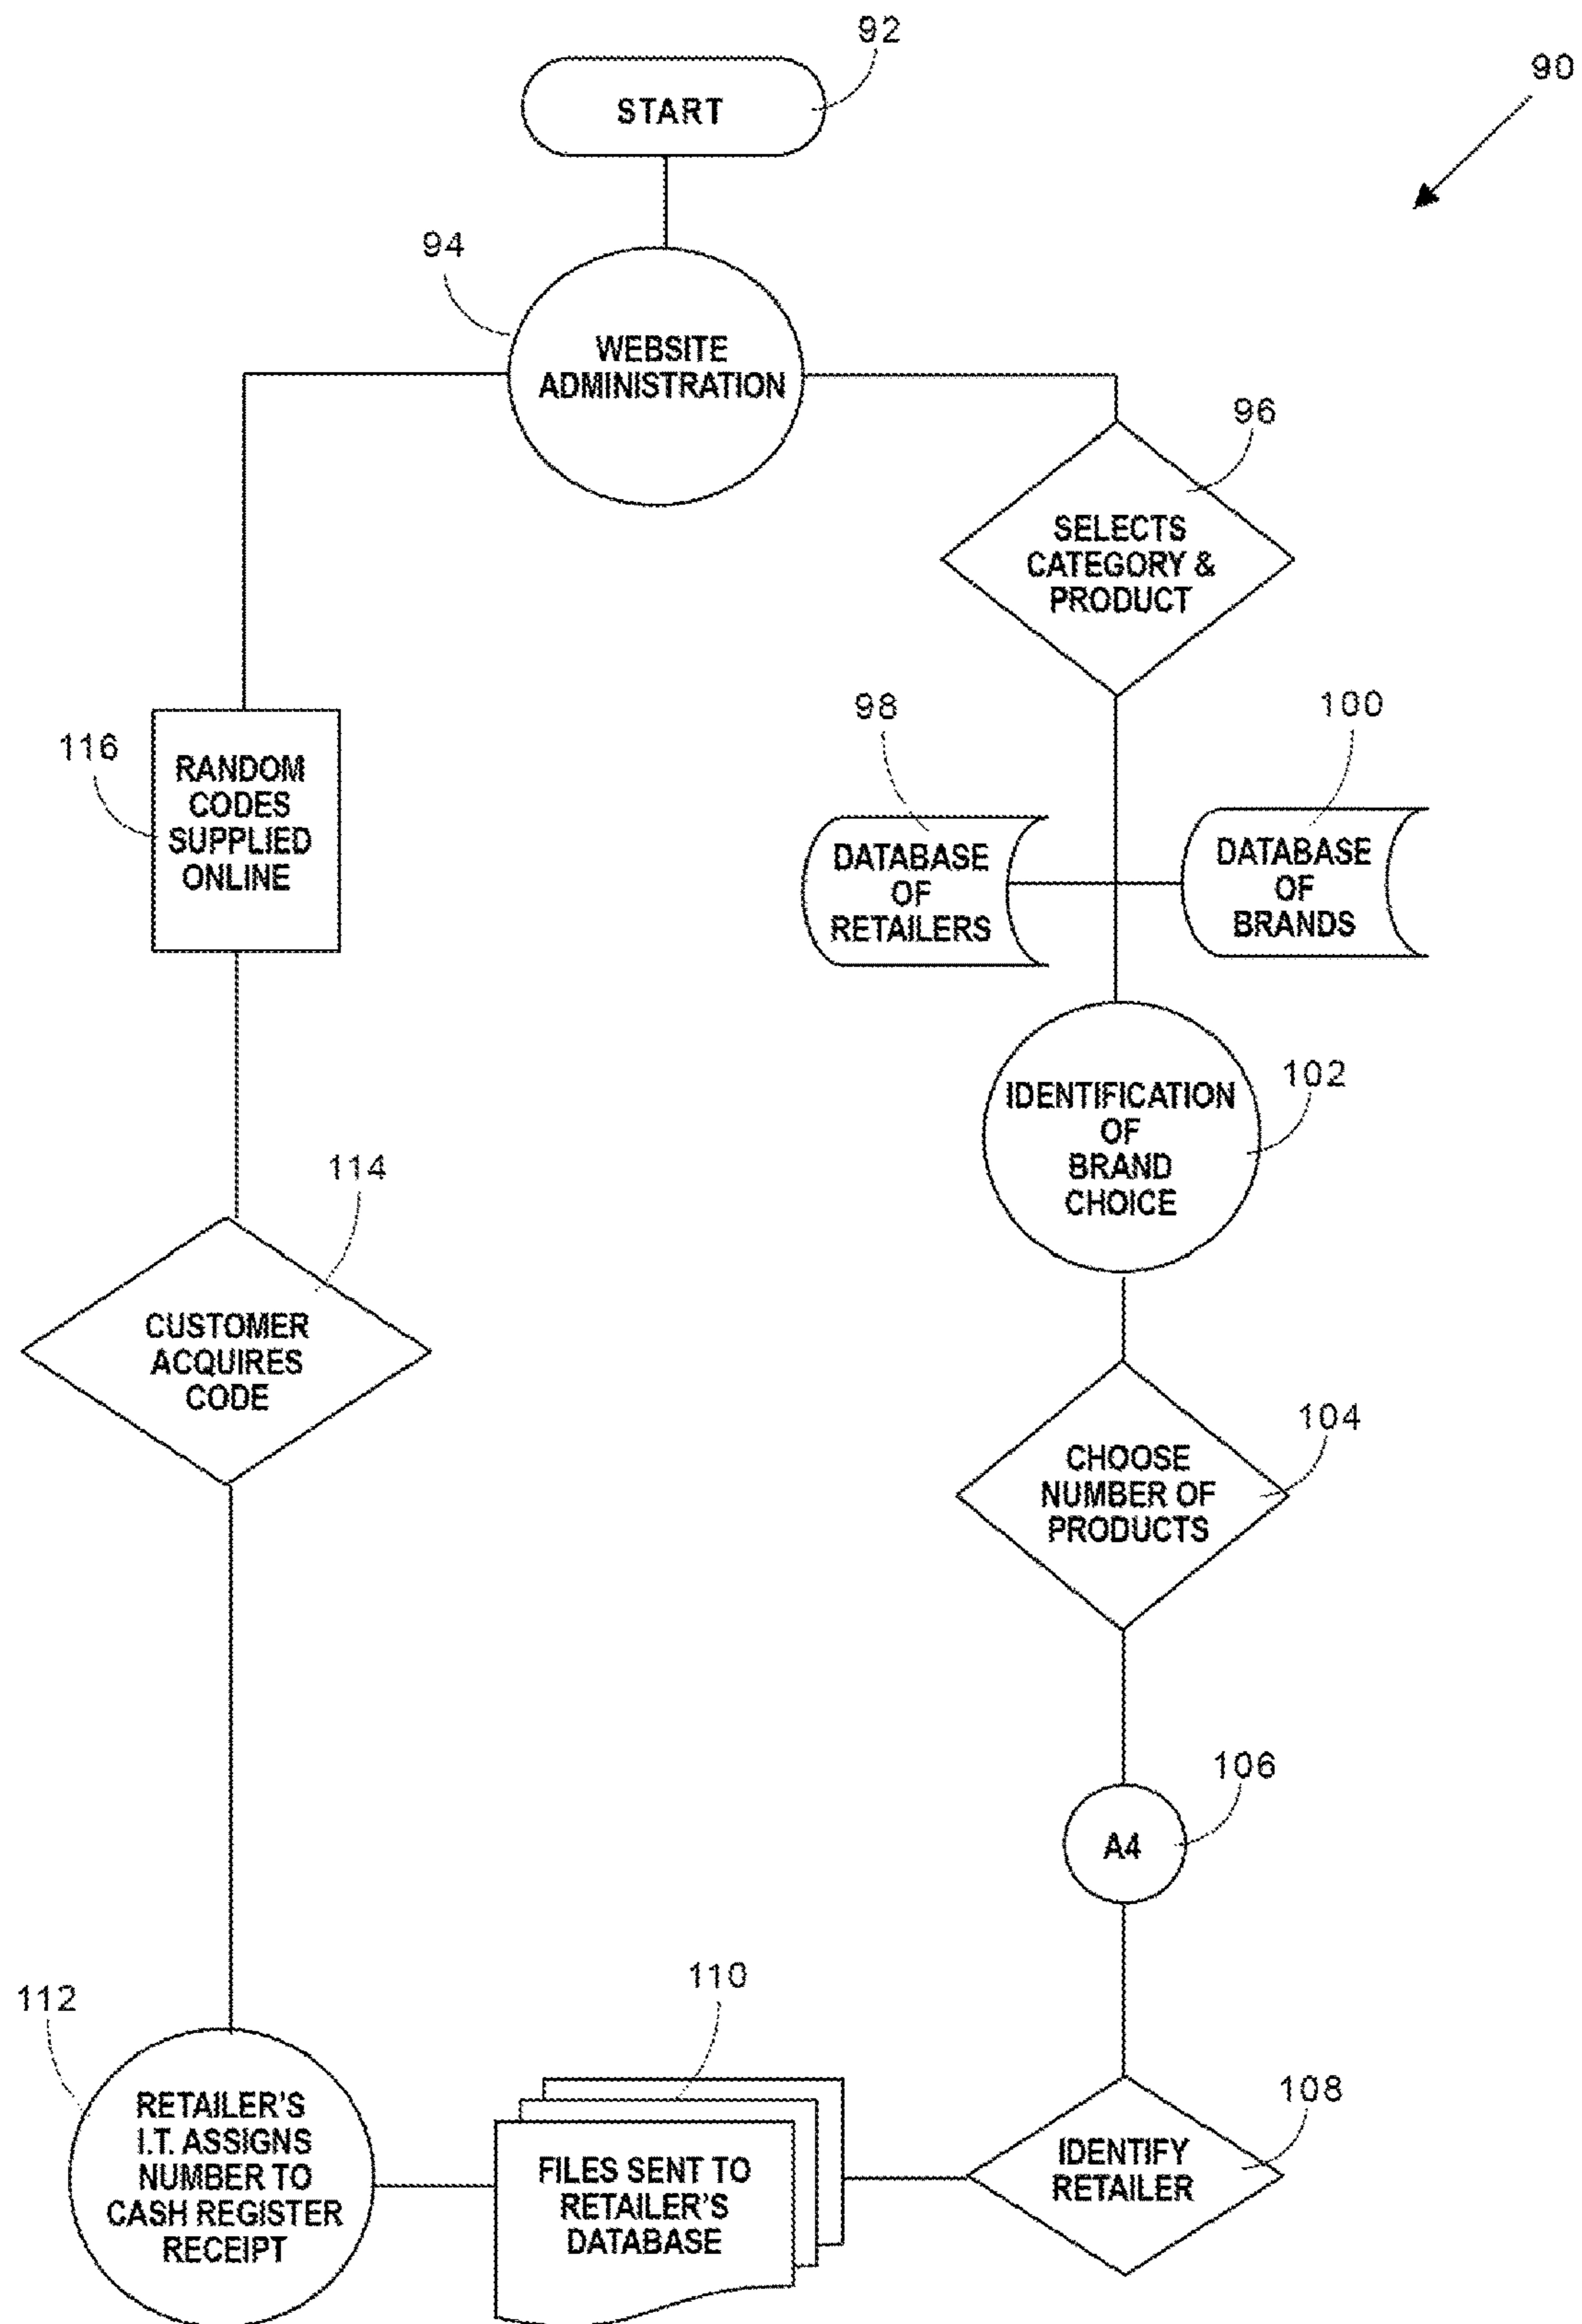 92
START
90
94
WEBSITE
ADMINISTRATION
96
SELECTS
CATEGORY &
PRODUCT
98
100
116
RANDOM
CODES
SUPPLIED
ONLINE
DATABASE
OF
RETAILERS
DATABASE
OF
BRANDS
102
IDENTIFICATION
OF
BRAND
CHOICE
114
CUSTOMER
ACQUIRES
CODE
104
CHOOSE
NUMBER OF
PRODUCTS
106
A4
112
RETAILER'S
I.T. ASSIGNS
NUMBER TO
CASH REGISTER
RECEIPT
110
FILES SENT TO
RETAILER'S
DATABASE
108
IDENTIFY
RETAILER